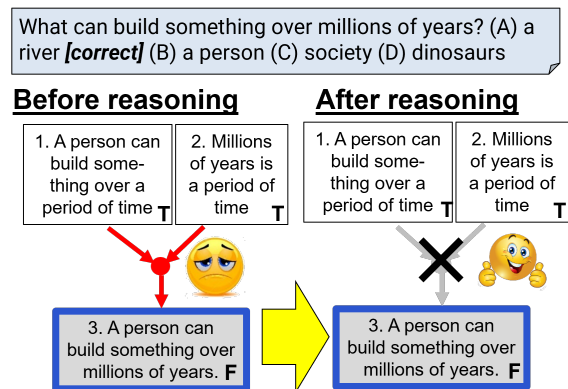 What can build something over millions of years? (A) a
river [correct] (B) a person (C) society (D) dinosaurs
Before reasoning
After reasoning
1. A person can
build some-
thing over a
period of time T
2. Millions
of years is
a period of
time T
1. A person can
build some-
thing over a
period of time T
2. Millions
of years is
a period of
time T
3. A person can
build something over
millions of years. F
3. A person can
build something over
millions of years. F